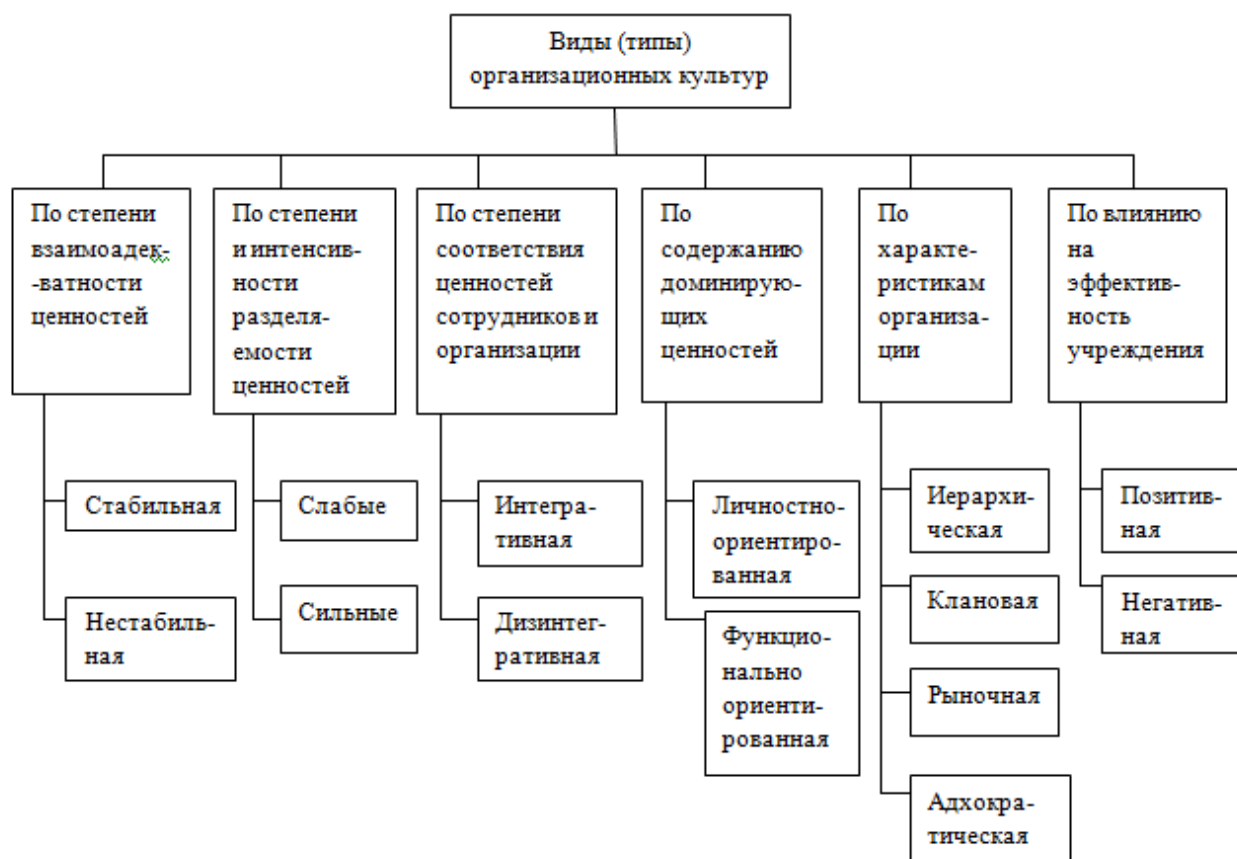 Виды (типы)
организационных культур
По степени
взаимоадек-
-ватности
ценностей
По степени
и интенсив-
ности
разделя-
емости
ценностей
По степени
соответствия
ценностей
сотрудников и
организации
По
содержанию
доминирую-
щих
ценностей
По
характе-
ристикам
организа-
ции
По влиянию
на
эффектив-
ность
учреждения
Стабильная
Нестабиль-
ная
Слабые
Сильные
Интегра-
тивная
Дизинтег-
ративная
Личностно-
ориентиро-
ванная
Функцио-
нально
ориенти-
рованная
Иерархи-
ческая
Клановая
Рыночная
Адхокра-
тическая
Позитив-
ная
Негатив-
ная